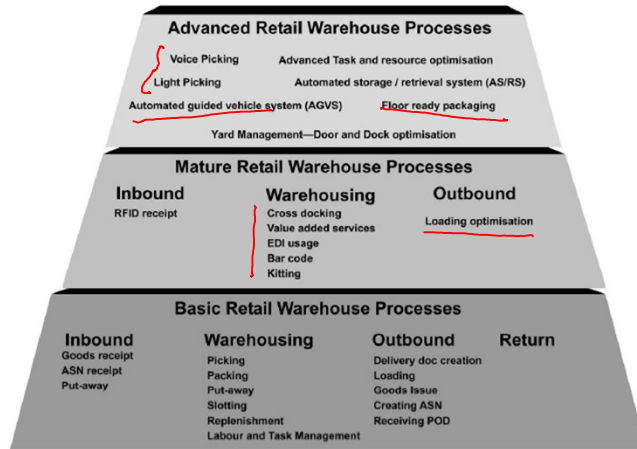 Advanced Retail Warehouse Processes
Voice Picking Advanced Task and resource optimisation
Light Picking Automated storage / retrieval system (AS/RS)
Automated guided vehicle system (AGVS) Floor ready packaging
Yard Management—Door and Dock optimisation
Mature Retail Warehouse Processes
Inbound Warehousing Outbound
RFID receipt Cross docking Loading optimisation
Value added services
EDI usage
Bar code
Kitting
Basic Retail Warehouse Processes
Inbound Warehousing Outbound Return
Goods receipt Picking Delivery doc creation
ASN receipt Packing Loading
Put-away Put-away Goods Issue
Slotting Creating ASN
Replenishment Receiving POD
Labour and Task Management